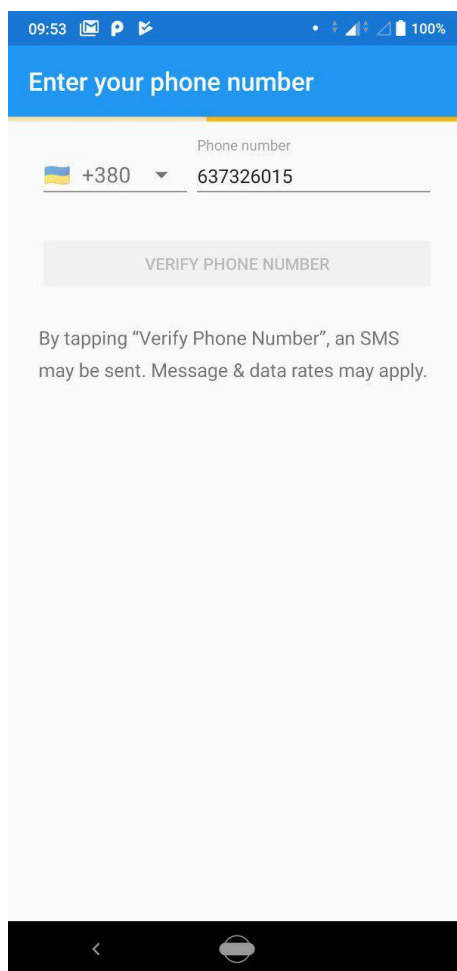 09:53 100%
Enter your phone number
Phone number
+380 637326015
VERIFY PHONE NUMBER
By tapping “Verify Phone Number”, an SMS
may be sent. Message & data rates may apply.